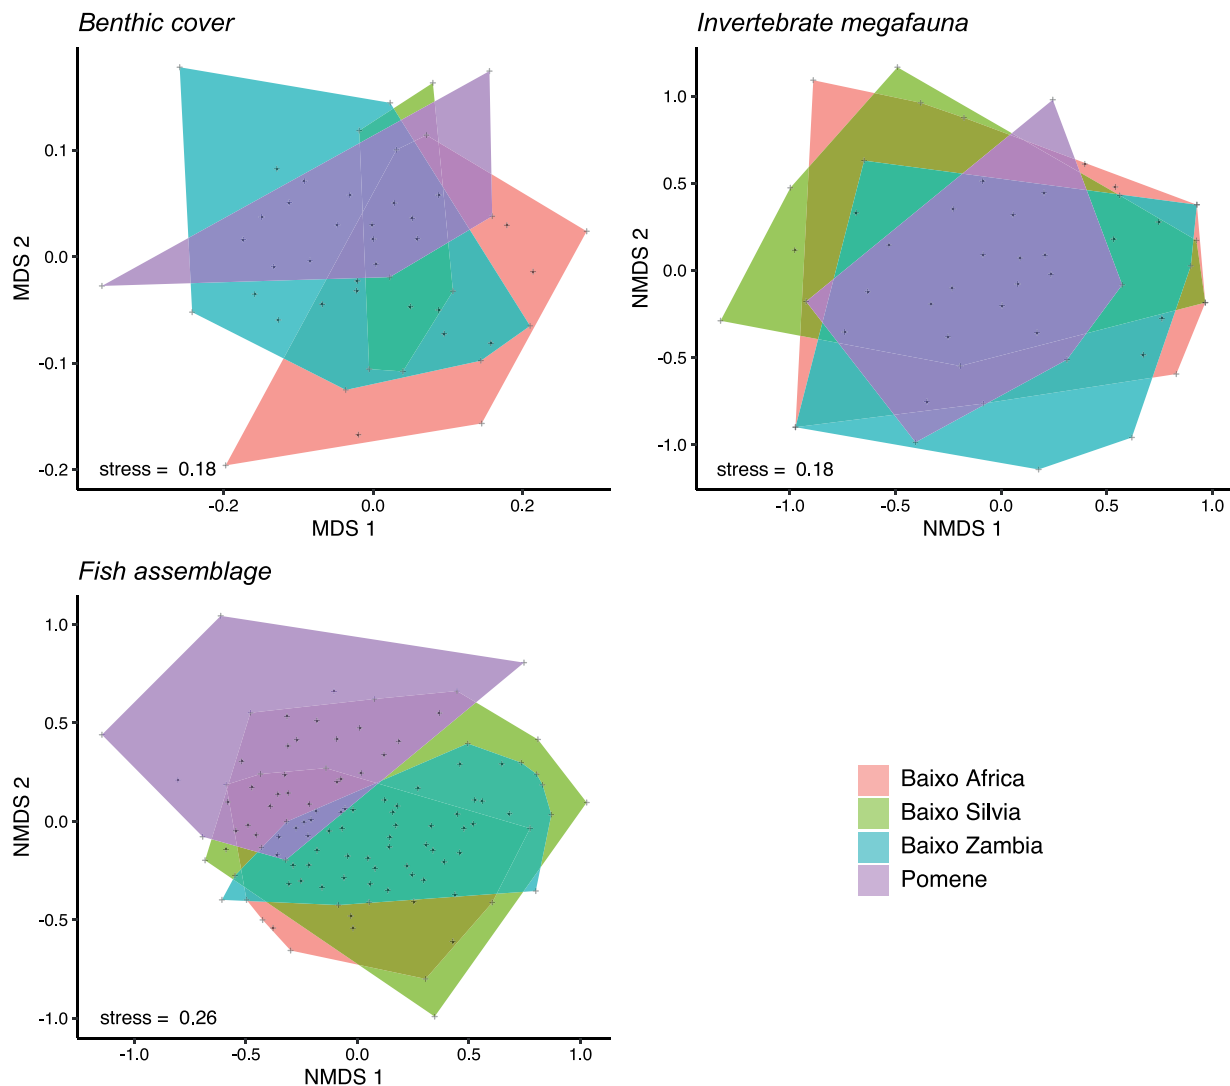 Benthic cover
MDS 2
0.1
0.0
-0.1
-0.2
stress = 0.18
-0.2
0.0
0.2
MDS 1
Invertebrate megafauna
NMDS 2
1.0
0.5
0.0
-0.5
-1.0
stress = 0.18
-1.0
-0.5
0.0
0.5
1.0
NMDS 1
Fish assemblage
NMDS 2
1.0
0.5
0.0
-0.5
-1.0
stress = 0.26
-1.0
-0.5
0.0
0.5
1.0
NMDS 1
Baixo Africa
Baixo Silvia
Baixo Zambia
Pomene